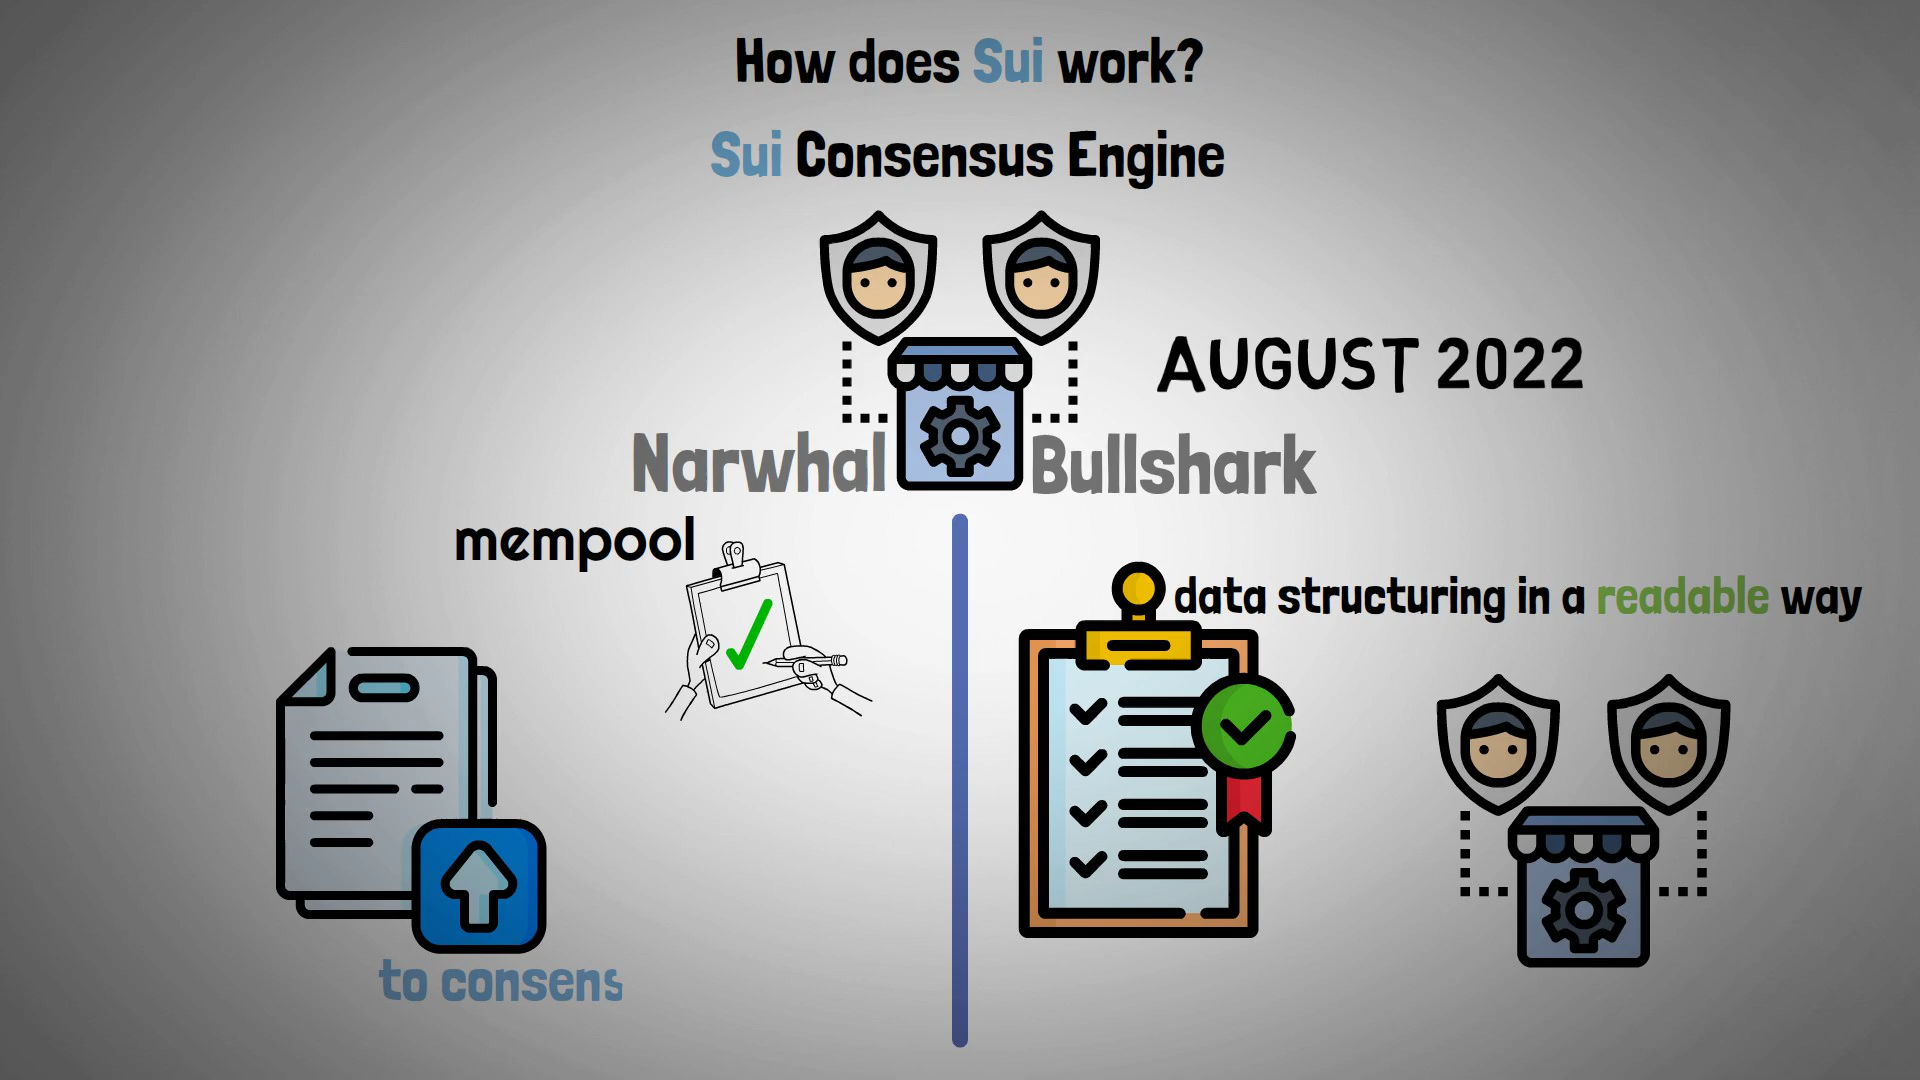 How does Sui work?
Sui Consensus Engine
AUGUST 2022
Narwhal Bullshark
mempool
data structuring in a readable way
to consens